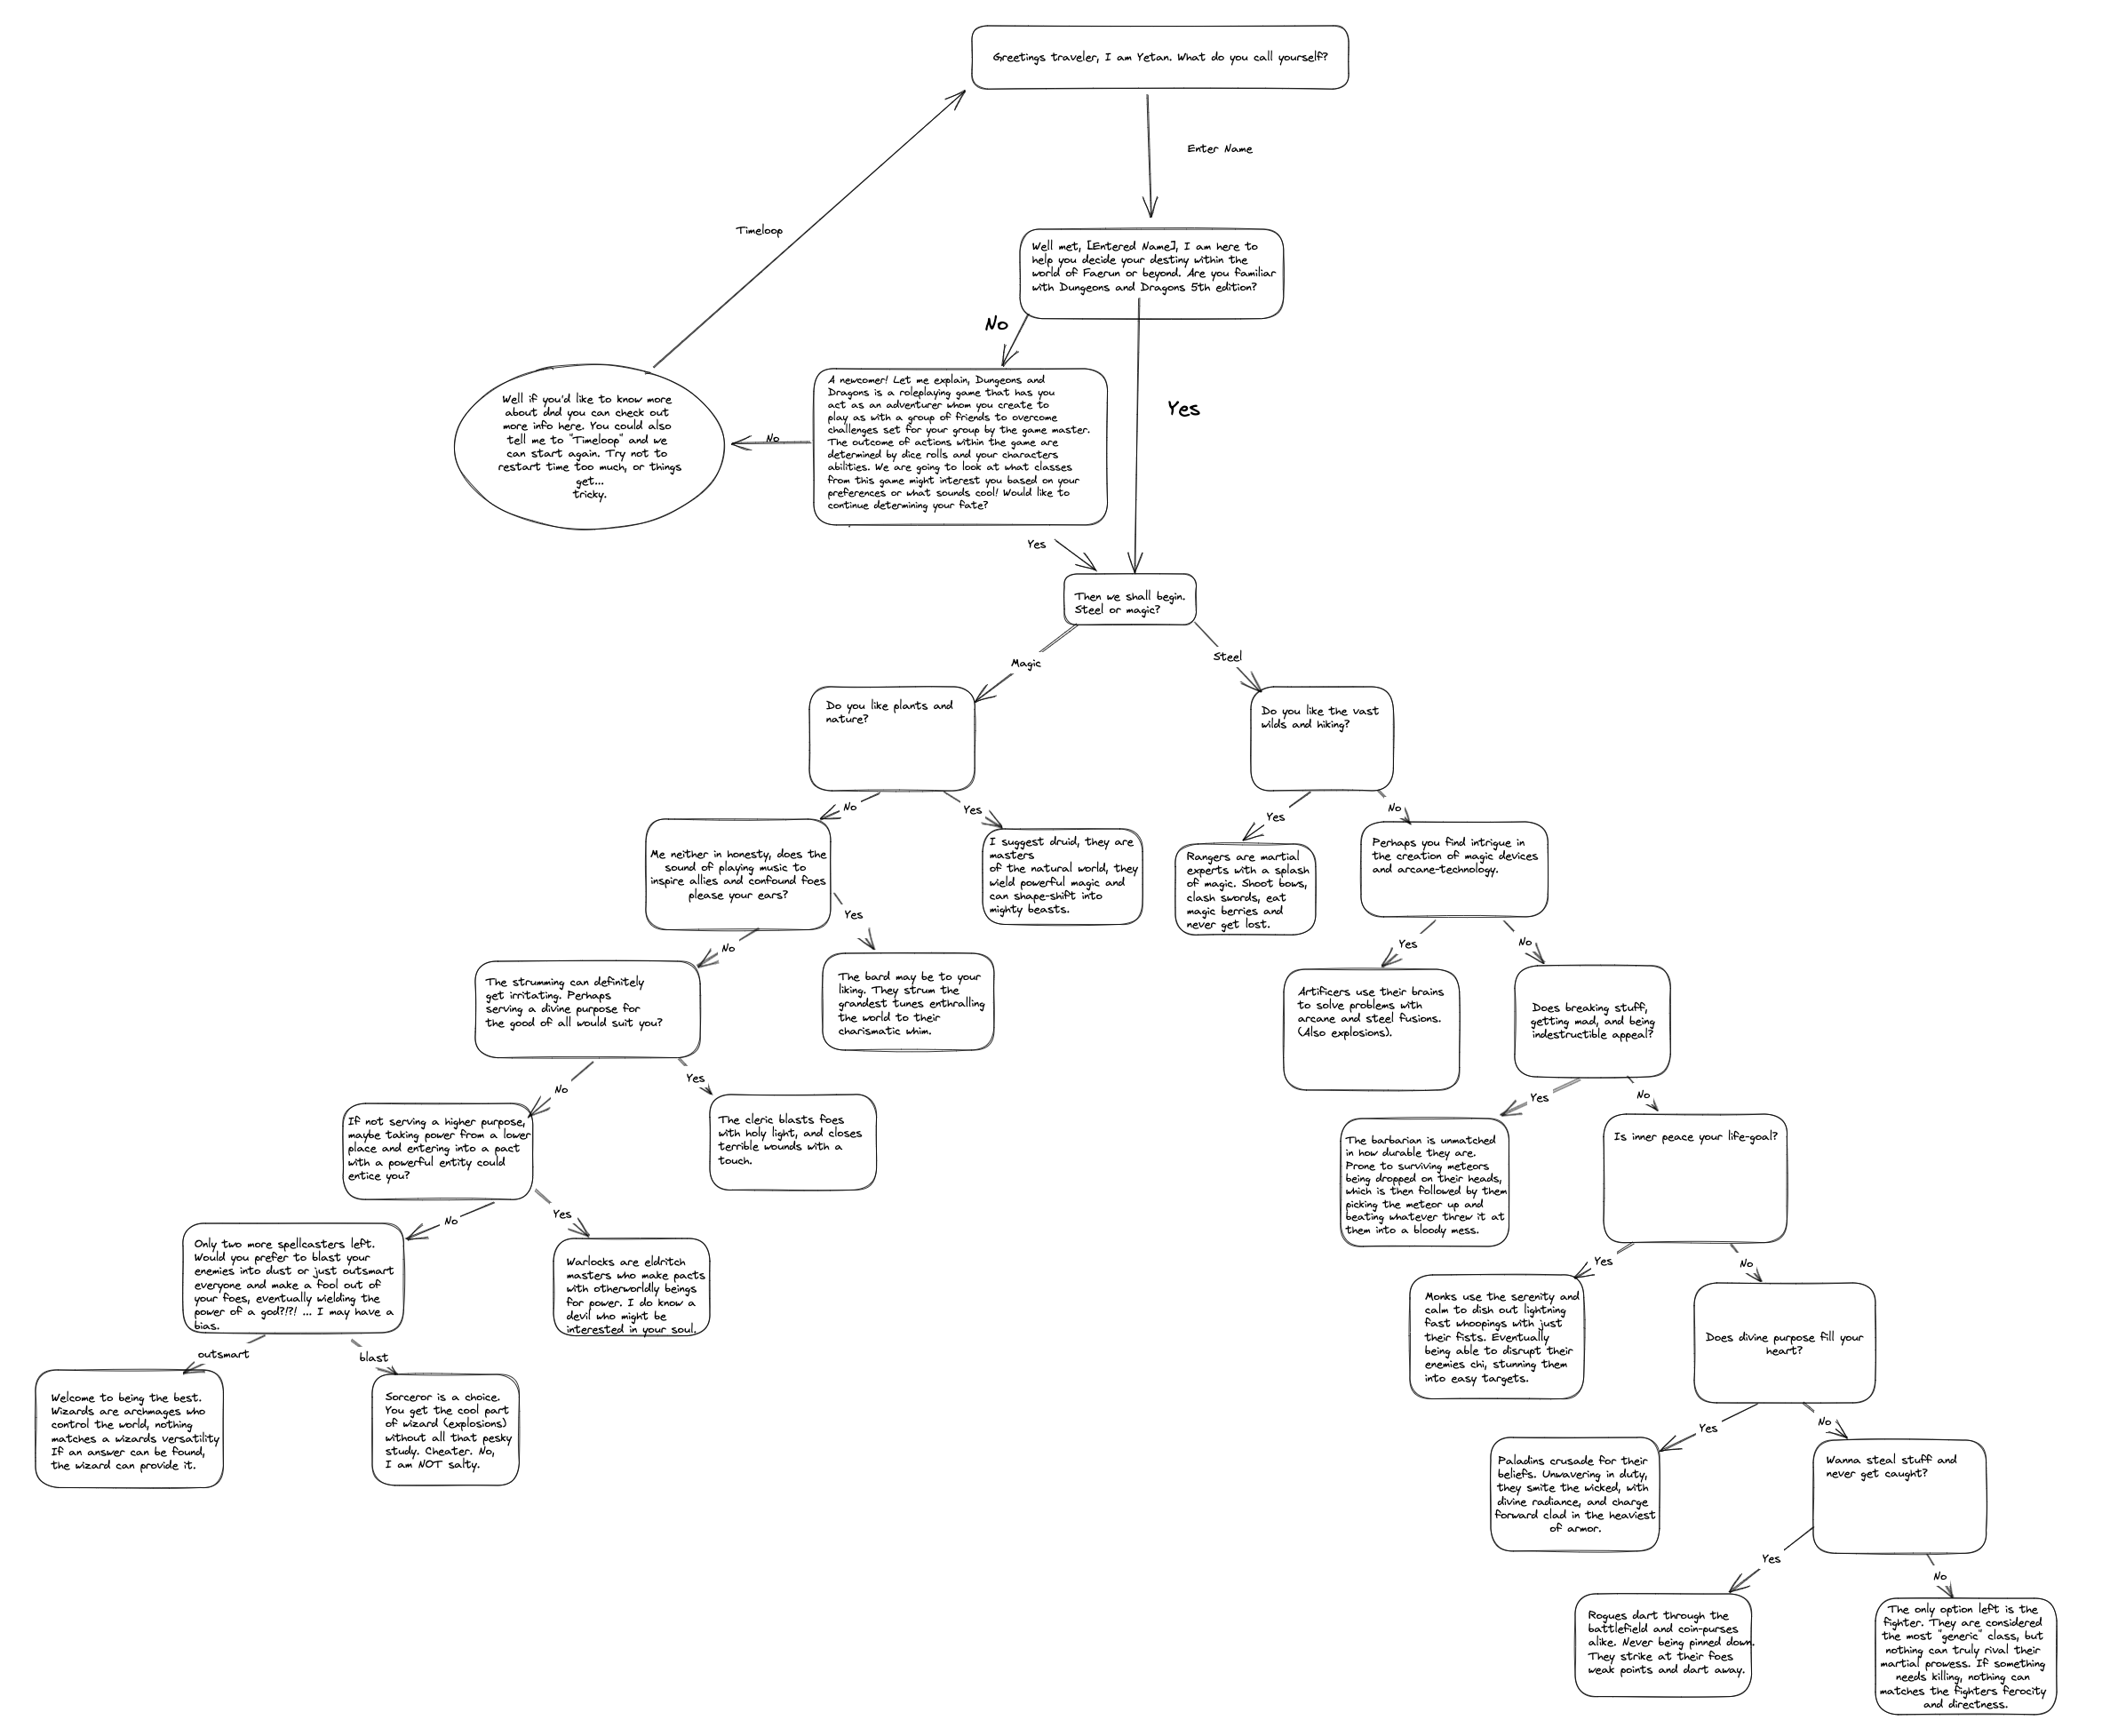 Greetings traveler, I am Yetan. What do you call yourself?
Enter Name
Timeloop
Well met, [Entered Name], I am here to
help you decide your destiny within the
world of Faerun or beyond. Are you familiar
with Dungeons and Dragons 5th edition?
No
Yes
A newcomer! Let me explain, Dungeons and
Dragons is a roleplaying game that has you
act as an adventurer whom you create to
play as with a group of friends to overcome
challenges set for your group by the game master.
The outcome of actions within the game are
determined by dice rolls and your characters
abilities. We are going to look at what classes
from this game might interest you based on your
preferences or what sounds cool! Would like to
continue determining your fate?
No
Well if you'd like to know more
about dnd you can check out
more info here. You could also
tell me to "Timeloop" and we
can start again. Try not to
restart time too much, or things
get...
tricky.
Yes
Then we shall begin.
Steel or magic?
Magic
Steel
Do you like plants and
nature?
Do you like the vast
wilds and hiking?
No
Yes
Yes
No
Me neither in honesty, does the
sound of playing music to
inspire allies and confound foes
please your ears?
I suggest druid, they are
masters
of the natural world, they
wield powerful magic and
can shape-shift into
mighty beasts.
Rangers are martial
experts with a splash
of magic. Shoot bows,
clash swords, eat
magic berries and
never get lost.
Perhaps you find intrigue in
the creation of magic devices
and arcane-technology.
No
Yes
Yes
No
The strumming can definitely
get irritating. Perhaps
serving a divine purpose for
the good of all would suit you?
The bard may be to your
liking. They strum the
grandest tunes enthralling
the world to their
charismatic whim.
Artificers use their brains
to solve problems with
arcane and steel fusions.
(Also explosions).
Does breaking stuff,
getting mad, and being
indestructible appeal?
No
Yes
Yes
No
If not serving a higher purpose,
maybe taking power from a lower
place and entering into a pact
with a powerful entity could
entice you?
The cleric blasts foes
with holy light, and closes
terrible wounds with a
touch.
The barbarian is unmatched
in how durable they are.
Prone to surviving meteors
being dropped on their heads,
which is then followed by them
picking the meteor up and
beating whatever threw it at
them into a bloody mess.
Is inner peace your life-goal?
No
Yes
Yes
No
Only two more spellcasters left.
Would you prefer to blast your
enemies into dust or just outsmart
everyone and make a fool out of
your foes, eventually wielding the
power of a god?!?! ... I may have a
bias.
Warlocks are eldritch
masters who make pacts
with otherworldly beings
for power. I do know a
devil who might be
interested in your soul.
Monks use the serenity and
calm to dish out lightning
fast whoopings with just
their fists. Eventually
being able to disrupt their
enemies chi, stunning them
into easy targets.
Does divine purpose fill your
heart?
outsmart
blast
Yes
No
Welcome to being the best.
Wizards are archmages who
control the world, nothing
matches a wizards versatility
If an answer can be found,
the wizard can provide it.
Sorceror is a choice.
You get the cool part
of wizard (explosions)
without all that pesky
study. Cheater. No,
I am NOT salty.
Paladins crusade for their
beliefs. Unwavering in duty,
they smite the wicked, with
divine radiance, and charge
forward clad in the heaviest
of armor.
Wanna steal stuff and
never get caught?
Yes
No
Rogues dart through the
battlefield and coin-purses
alike. Never being pinned down.
They strike at their foes
weak points and dart away.
The only option left is the
fighter. They are considered
the most "generic" class, but
nothing can truly rival their
martial prowess. If something
needs killing, nothing can
matches the fighters ferocity
and directness.